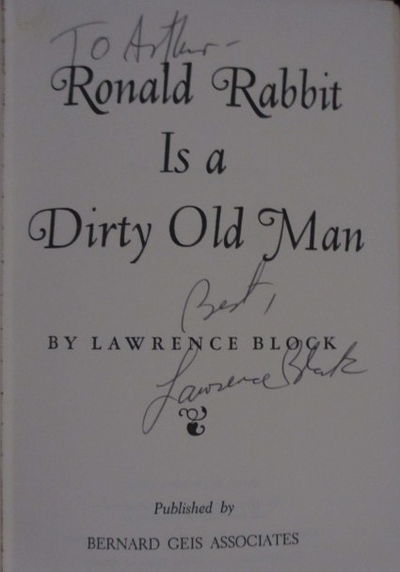 To Arthur -
Ronald Rabbit
Is a
Dirty Old Man
Best,
BY LAWRENCE BLOCK
Lawrence Block
Published by
BERNARD GEIS ASSOCIATES